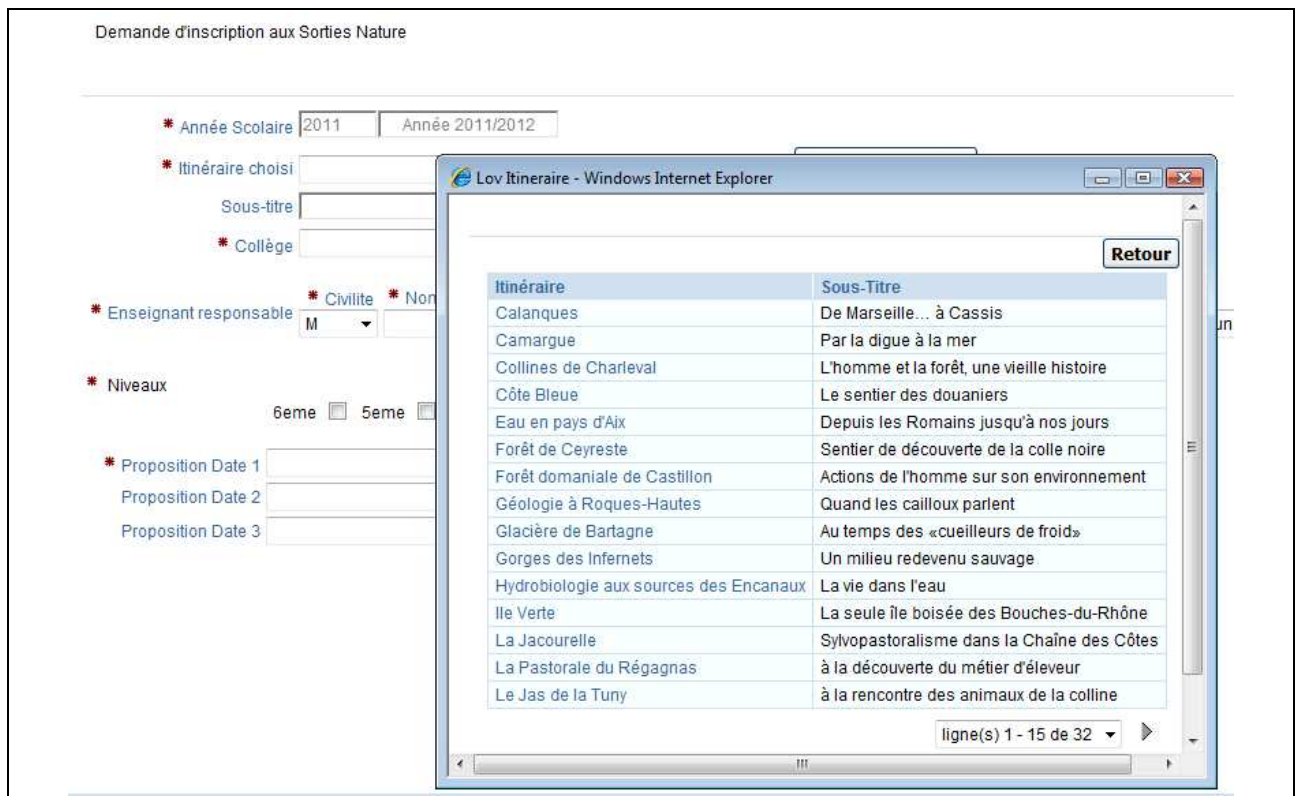 Demande d'inscription aux Sorties Nature
* Année Scolaire 2011 Année 2011/2012
* Itinéraire choisi
Sous-titre
* Collège
* Enseignant responsable * Civilite * Nom
M
* Niveaux
6eme 5eme
* Proposition Date 1
Proposition Date 2
Proposition Date 3
Lov Itineraire - Windows Internet Explorer
Retour
Itinéraire Sous-Titre
Calanques De Marseille... à Cassis
Camargue Par la digue à la mer
Collines de Charleval L'homme et la forêt, une vieille histoire
Côte Bleue Le sentier des douaniers
Eau en pays d'Aix Depuis les Romains jusqu'à nos jours
Forêt de Ceyreste Sentier de découverte de la colle noire
Forêt domaniale de Castillon Actions de l'homme sur son environnement
Géologie à Roques-Hautes Quand les cailloux parlent
Glacière de Bartagne Au temps des «cueilleurs de froid»
Gorges des Infernets Un milieu redevenu sauvage
Hydrobiologie aux sources des Encanaux La vie dans l'eau
Ile Verte La seule île boisée des Bouches-du-Rhône
La Jacourelle Sylvopastoralisme dans la Chaîne des Côtes
La Pastorale du Régagnas à la découverte du métier d'éleveur
Le Jas de la Tuny à la rencontre des animaux de la colline
ligne(s) 1 - 15 de 32